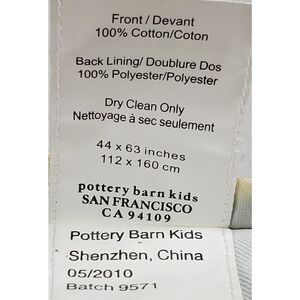 Front / Devant
100% Cotton/Coton
Back Lining/ Doublure Dos
100% Polyester/Polyester
Dry Clean Only
Nettoyage à sec seulement
44 x 63 inches
112 x 160 cm
pottery barn kids
SAN FRANCISCO
CA 94109
Pottery Barn Kids
Shenzhen, China
05/2010
Batch 9571